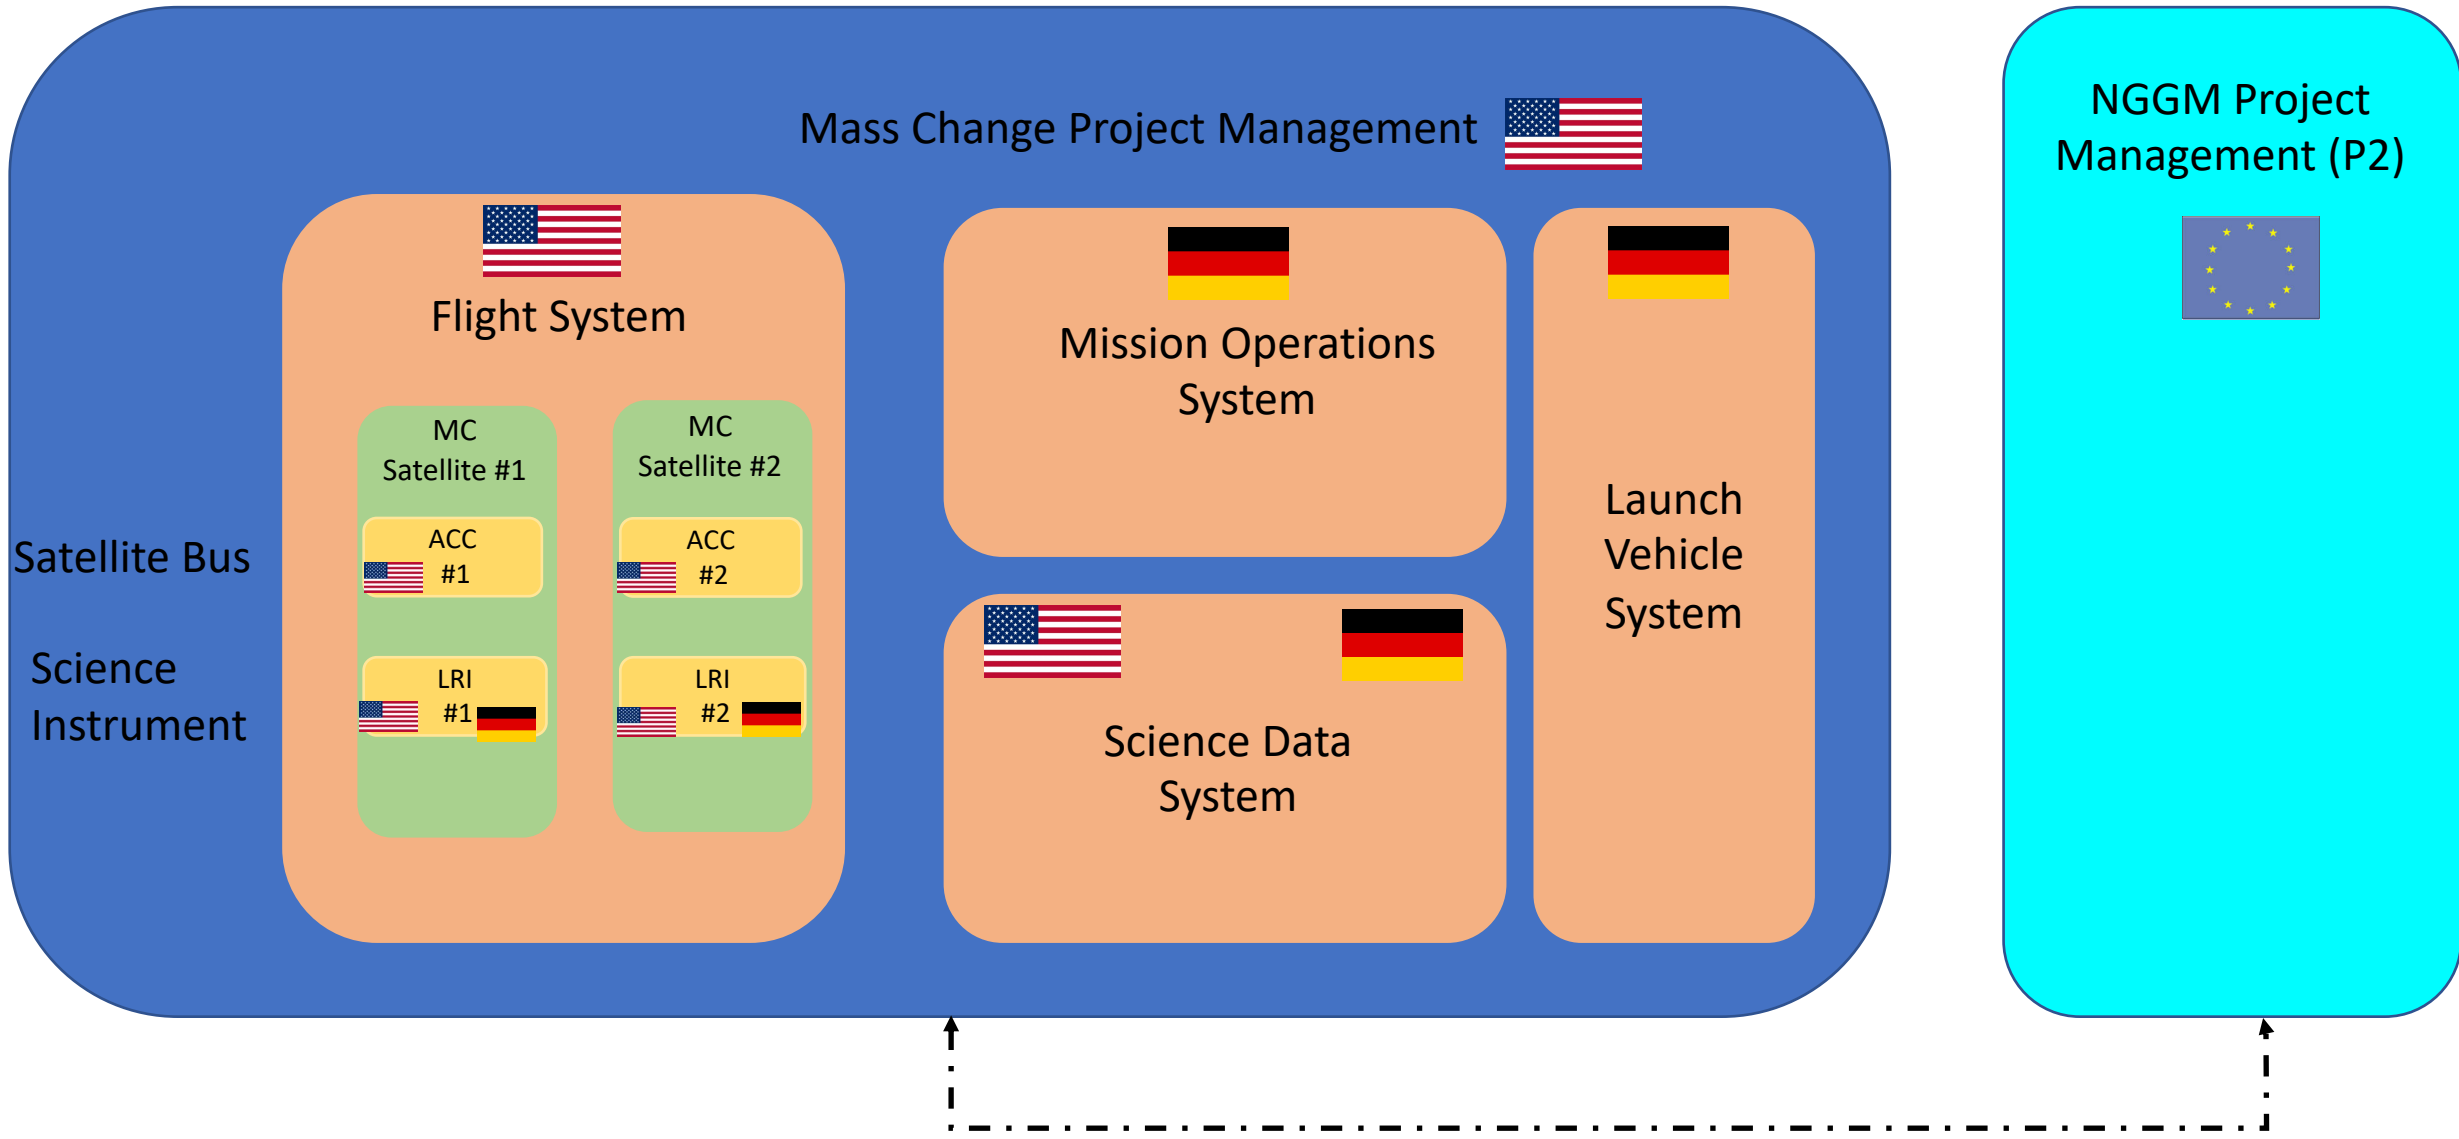 Mass Change Project Management
Flight System
MC
Satellite #1
ACC
#1
LRI
#1
MC
Satellite #2
ACC
#2
LRI
#2
Satellite Bus
Science
Instrument
Mission Operations
System
Science Data
System
Launch
Vehicle
System
NGGM Project
Management (P2)